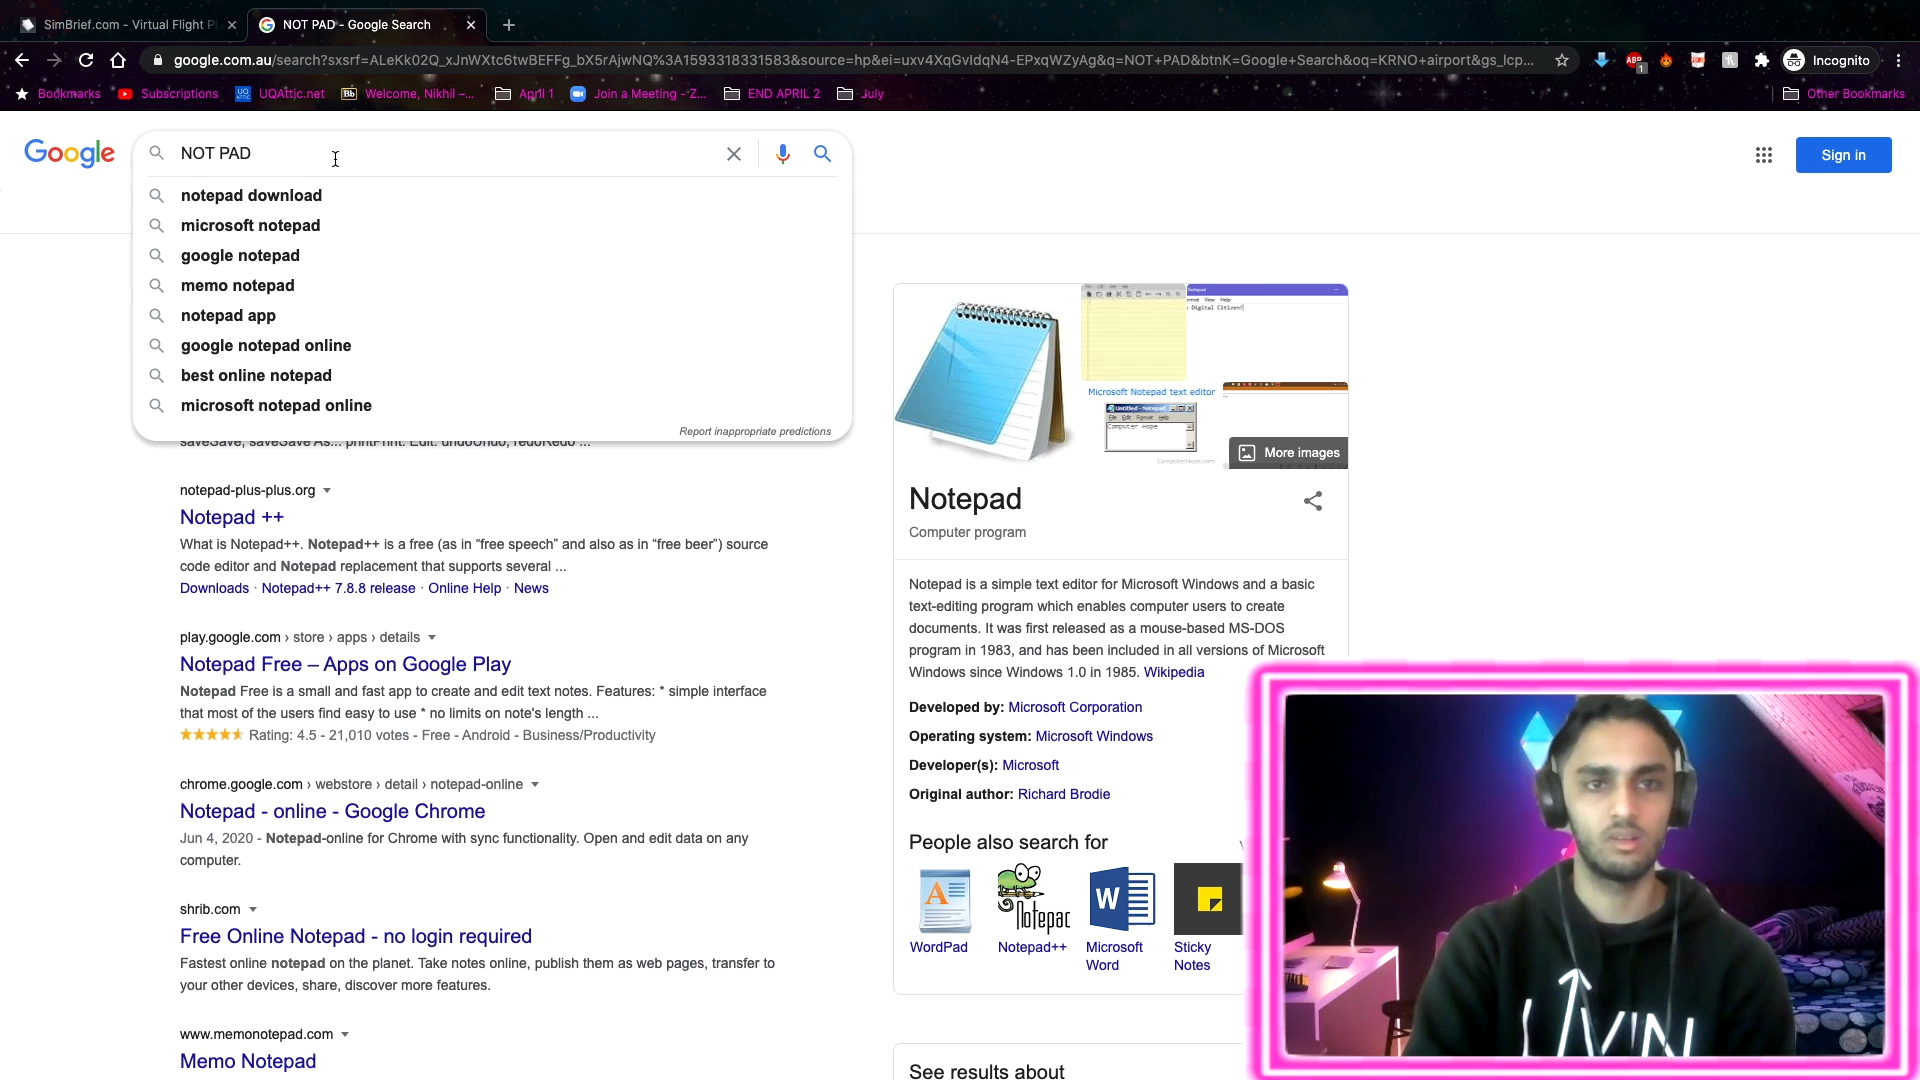 SimBrief.com - Virtual Flight P
NOT PAD - Google Search
google.com.au/search?sxsrf=ALeKk02Q_xJnWXtc6twBEFFg_bX5rAjwNQ%3A1593318331583&source=hp&ei=uxv4XqGvIdqN4-EPxqWZyAg&q=NOT+PAD&btnK=Google+Search&oq=KRNO+airport&gs_lcp...
ABP
1
Incognito
Bookmarks
Subscriptions
UQAttic.net
Bb
Welcome, Nikhil –...
April 1
Join a Meeting - Z...
END APRIL 2
July
Other Bookmarks
Google
NOT PAD
Sign in
notepad download
microsoft notepad
google notepad
memo notepad
notepad app
google notepad online
best online notepad
microsoft notepad online
Report inappropriate predictions
saveSave, saveSave As... printPrint. Edit. undoUndo, redoRedo ...
notepad-plus-plus.org
Notepad ++
What is Notepad++. Notepad++ is a free (as in “free speech” and also as in “free beer”) source
code editor and Notepad replacement that supports several ...
Downloads · Notepad++ 7.8.8 release · Online Help · News
play.google.com › store › apps › details
Notepad Free – Apps on Google Play
Notepad Free is a small and fast app to create and edit text notes. Features: * simple interface
that most of the users find easy to use * no limits on note's length ...
Rating: 4.5 - 21,010 votes - Free - Android - Business/Productivity
chrome.google.com › webstore › detail › notepad-online
Notepad - online - Google Chrome
Jun 4, 2020 - Notepad-online for Chrome with sync functionality. Open and edit data on any
computer.
shrib.com
Free Online Notepad - no login required
Fastest online notepad on the planet. Take notes online, publish them as web pages, transfer to
your other devices, share, discover more features.
www.memonotepad.com
Memo Notepad
Digital Citizen
Microsoft Notepad text editor
Untitled - Notepad
File Edit Format Help
Computer Hope
ComputerHope.com
More images
Notepad
Computer program
Notepad is a simple text editor for Microsoft Windows and a basic
text-editing program which enables computer users to create
documents. It was first released as a mouse-based MS-DOS
program in 1983, and has been included in all versions of Microsoft
Windows since Windows 1.0 in 1985. Wikipedia
Developed by: Microsoft Corporation
Operating system: Microsoft Windows
Developer(s): Microsoft
Original author: Richard Brodie
People also search for
WordPad
Notepad++
Microsoft
Word
Sticky
Notes
See results about
LIVIN